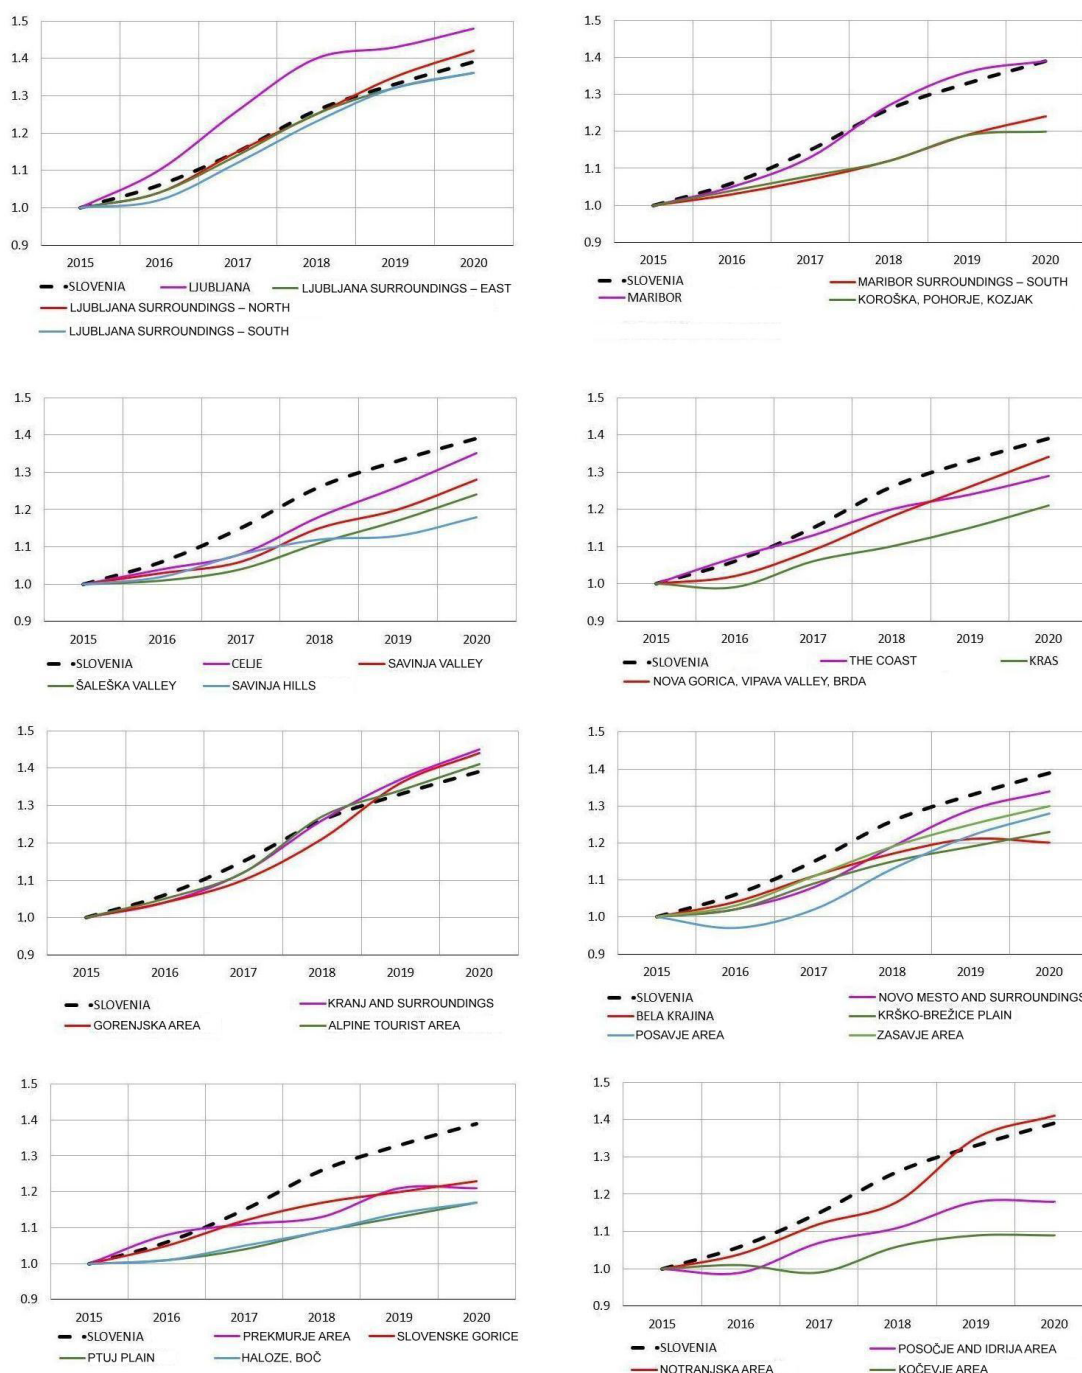 1.5
1.4
1.3
1.2
1.1
1.0
0.9
2015 2016 2017 2018 2019 2020
SLOVENIA LJUBLJANA LJUBLJANA SURROUNDINGS – EAST
LJUBLJANA SURROUNDINGS – NORTH
LJUBLJANA SURROUNDINGS – SOUTH
1.5
1.4
1.3
1.2
1.1
1.0
0.9
2015 2016 2017 2018 2019 2020
SLOVENIA MARIBOR SURROUNDINGS – SOUTH
MARIBOR KOROŠKA, POHORJE, KOZJAK
1.5
1.4
1.3
1.2
1.1
1.0
0.9
2015 2016 2017 2018 2019 2020
SLOVENIA CELJE SAVINJA VALLEY
ŠALEŠKA VALLEY SAVINJA HILLS
1.5
1.4
1.3
1.2
1.1
1.0
0.9
2015 2016 2017 2018 2019 2020
SLOVENIA THE COAST KRAS
NOVA GORICA, VIPAVA VALLEY, BRDA
1.5
1.4
1.3
1.2
1.1
1.0
0.9
2015 2016 2017 2018 2019 2020
SLOVENIA KRANJ AND SURROUNDINGS
GORENJSKA AREA ALPINE TOURIST AREA
1.5
1.4
1.3
1.2
1.1
1.0
0.9
2015 2016 2017 2018 2019 2020
SLOVENIA NOVO MESTO AND SURROUNDINGS
BELA KRAJINA KRŠKO-BREŽICE PLAIN
POSAVJE AREA ZASAVJE AREA
1.5
1.4
1.3
1.2
1.1
1.0
0.9
2015 2016 2017 2018 2019 2020
SLOVENIA PREKMURJE AREA SLOVENSKE GORICE
PTUJ PLAIN HALOZE, BOČ
1.5
1.4
1.3
1.2
1.1
1.0
0.9
2015 2016 2017 2018 2019 2020
SLOVENIA POSOČJE AND IDRIJA AREA
NOTRANJSKA AREA KOČEVJE AREA